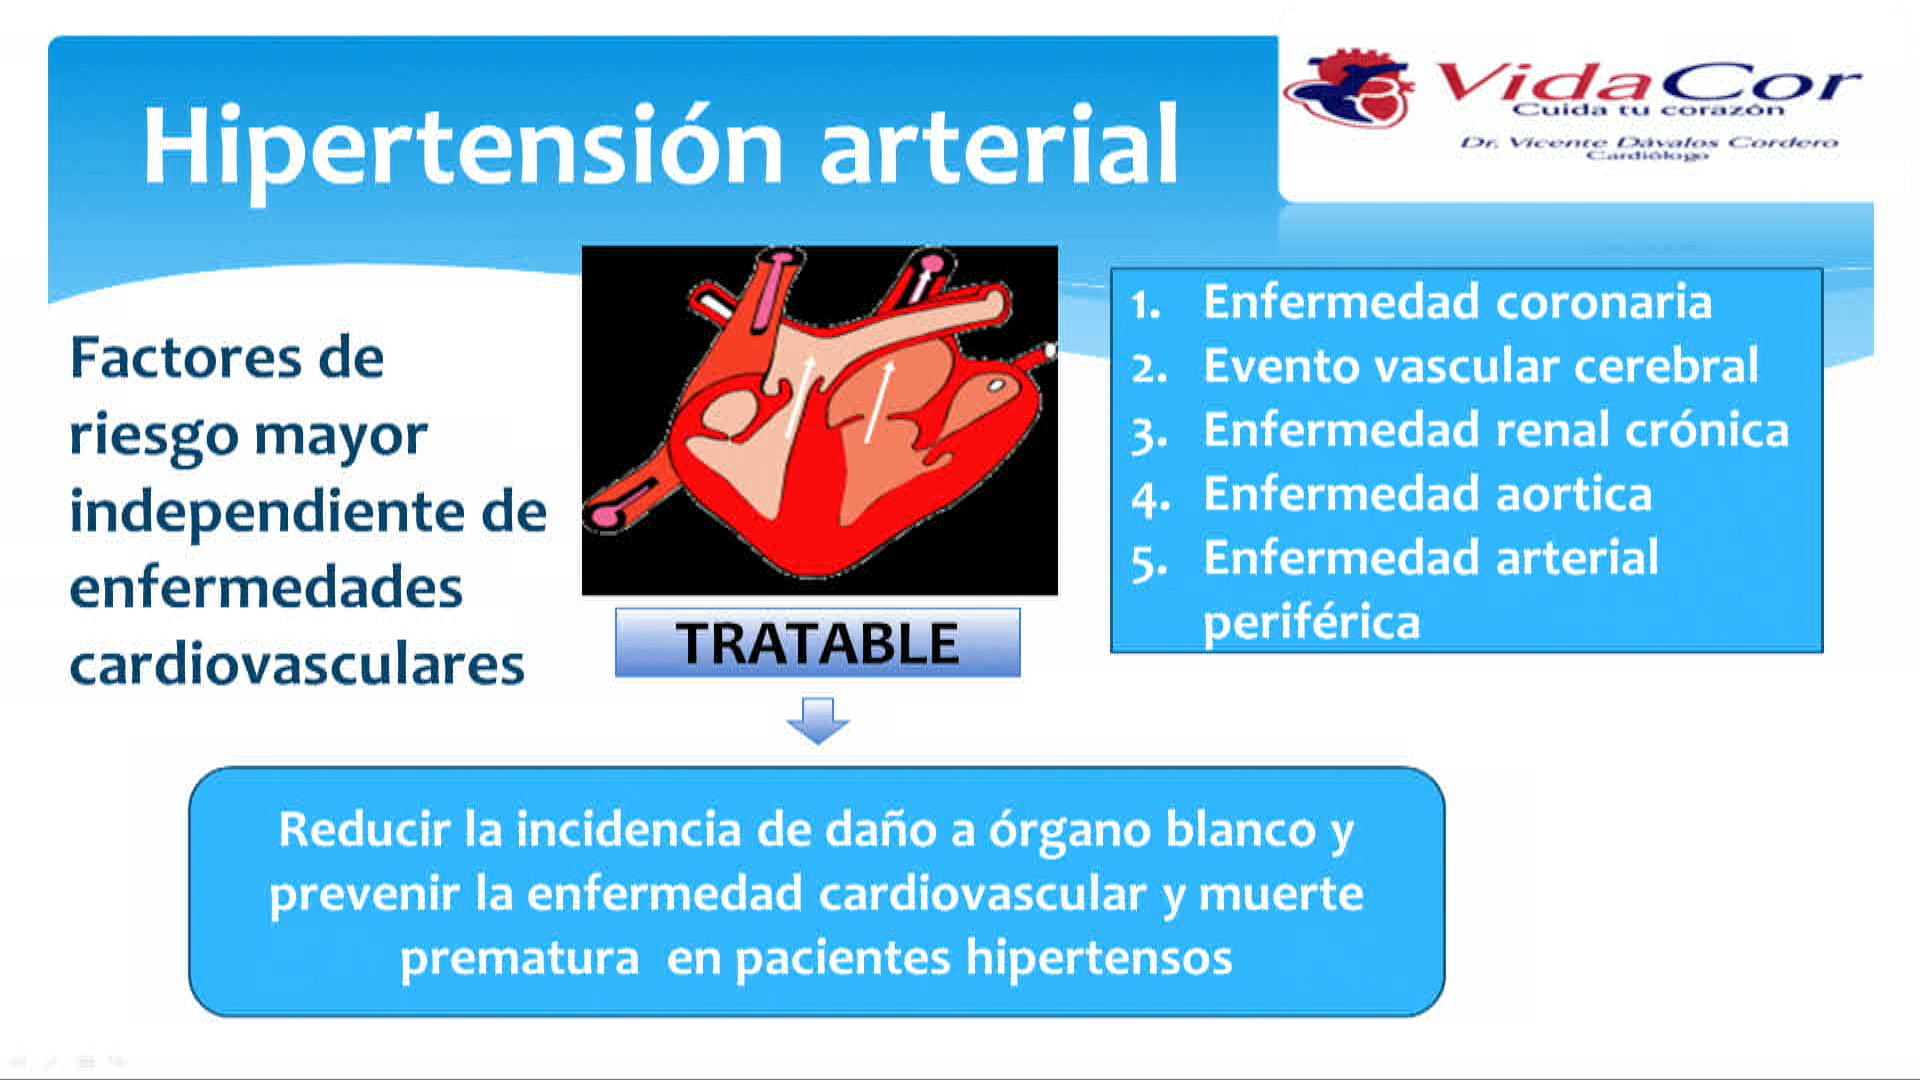 Hipertensión arterial
VidaCor
Cuida tu corazón
Dr. Vicente Dávalos Cordero
Cardiólogo
Factores de
riesgo mayor
independiente de
enfermedades
cardiovasculares
TRATABLE
1. Enfermedad coronaria
2. Evento vascular cerebral
3. Enfermedad renal crónica
4. Enfermedad aortica
5. Enfermedad arterial
periférica
Reducir la incidencia de daño a órgano blanco y
prevenir la enfermedad cardiovascular y muerte
prematura en pacientes hipertensos